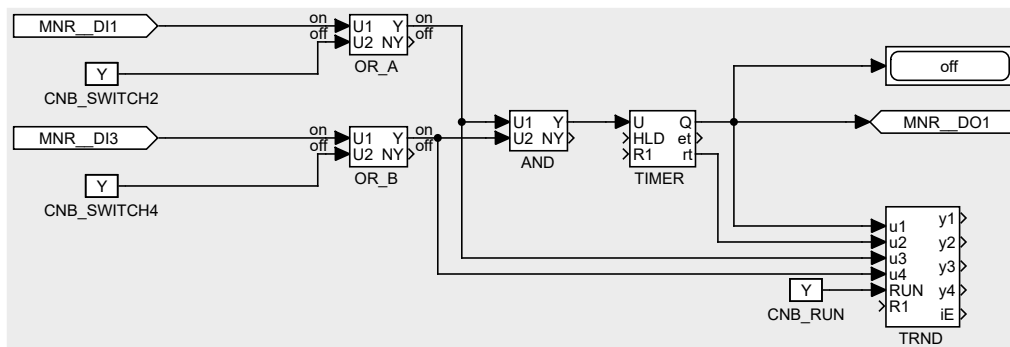 MNR__DI1
on
off
U1 Y
U2 NY
on
off
OR_A
Y
CNB_SWITCH2
off
MNR__DO1
MNR__DI3
on
off
U1 Y
U2 NY
on
off
OR_B
Y
CNB_SWITCH4
U1 Y
U2 NY
AND
U Q
HLD et
R1 rt
TIMER
u1 y1
u2 y2
u3 y3
u4 y4
RUN
R1 iE
TRND
Y
CNB_RUN